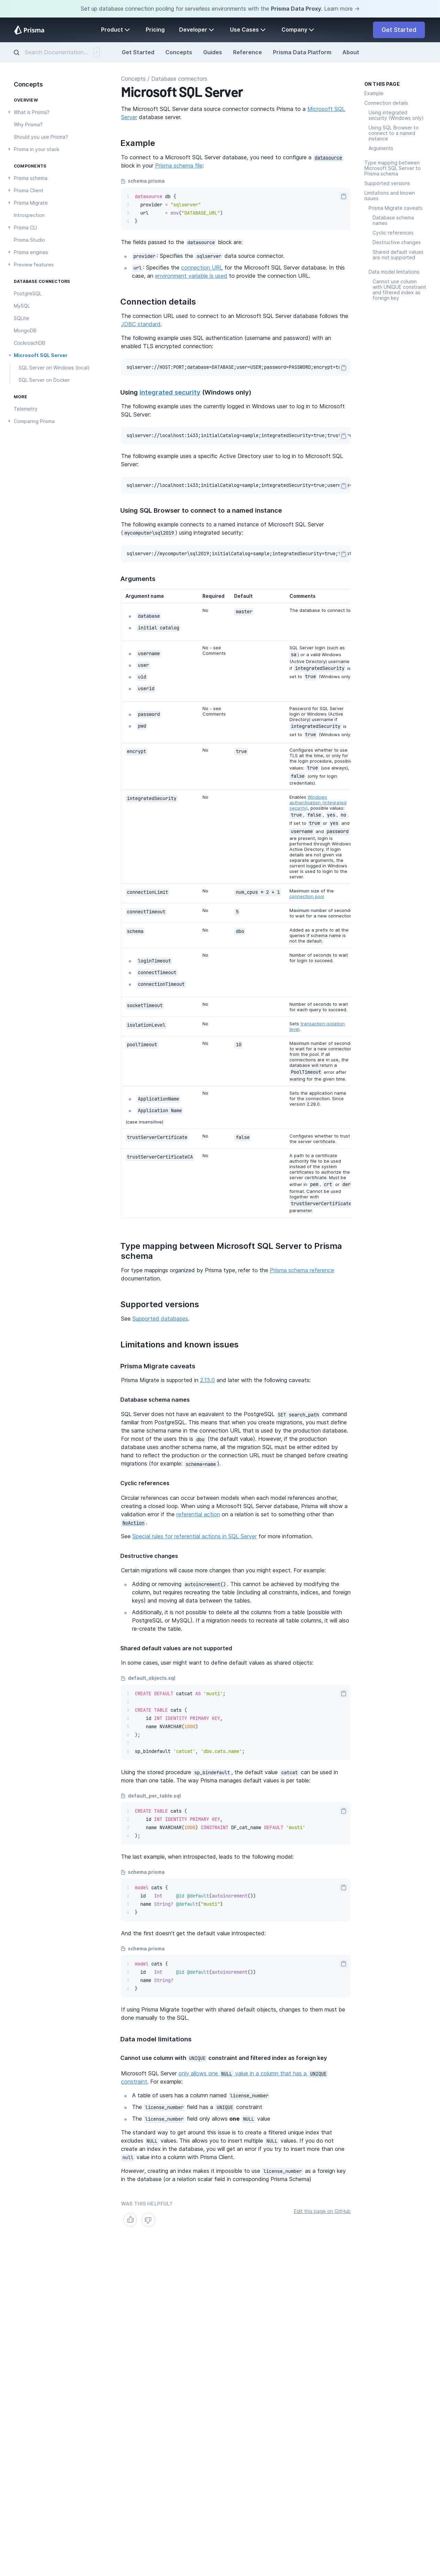 Set up database connection pooling for serverless environments with the Prisma Data Proxy. Learn more →
Prisma
Product
Pricing
Developer
Use Cases
Company
Get Started
Search Documentation...
/
Get Started
Concepts
Guides
Reference
Prisma Data Platform
About
Concepts
OVERVIEW
What is Prisma?
Why Prisma?
Should you use Prisma?
Prisma in your stack
COMPONENTS
Prisma schema
Prisma Client
Prisma Migrate
Introspection
Prisma CLI
Prisma Studio
Prisma engines
Preview features
DATABASE CONNECTORS
PostgreSQL
MySQL
SQLite
MongoDB
CockroachDB
Microsoft SQL Server
SQL Server on Windows (local)
SQL Server on Docker
MORE
Telemetry
Comparing Prisma
Concepts / Database connectors
Microsoft SQL Server
The Microsoft SQL Server data source connector connects Prisma to a Microsoft SQL
Server database server.
Example
To connect to a Microsoft SQL Server database, you need to configure a datasource
block in your Prisma schema file:
schema.prisma
1 datasource db {
2 provider = "sqlserver"
3 url = env("DATABASE_URL")
4 }
The fields passed to the datasource block are:
provider: Specifies the sqlserver data source connector.
url: Specifies the connection URL for the Microsoft SQL Server database. In this
case, an environment variable is used to provide the connection URL.
Connection details
The connection URL used to connect to an Microsoft SQL Server database follows the
JDBC standard.
The following example uses SQL authentication (username and password) with an
enabled TLS encrypted connection:
sqlserver://HOST:PORT;database=DATABASE;user=USER;password=PASSWORD;encrypt=t
Using integrated security (Windows only)
The following example uses the currently logged in Windows user to log in to Microsoft
SQL Server:
sqlserver://localhost:1433;initialCatalog=sample;integratedSecurity=true;trus
The following example uses a specific Active Directory user to log in to Microsoft SQL
Server:
sqlserver://localhost:1433;initialCatalog=sample;integratedSecurity=true;user
Using SQL Browser to connect to a named instance
The following example connects to a named instance of Microsoft SQL Server
(mycomputer\sql2019) using integrated security:
sqlserver://mycomputer\sql2019;initialCatalog=sample;integratedSecurity=true;
Arguments
Argument name Required Default Comments
database
initial catalog
No
master
The database to connect to
username
user
uid
userid
No - see
Comments
SQL Server login (such as
sa) or a valid Windows
(Active Directory) username
if integratedSecurity is
set to true (Windows only
password
pwd
No - see
Comments
Password for SQL Server
login or Windows (Active
Directory) username if
integratedSecurity is
set to true (Windows only
encrypt
No
true
Configures whether to use
TLS all the time, or only for
the login procedure, possible
values: true (use always),
false (only for login
credentials).
integratedSecurity
No
Enables Windows
authentication (integrated
security), possible values:
true, false, yes, no
If set to true or yes and
username and password
are present, login is
performed through Windows
Active Directory. If login
details are not given via
separate arguments, the
current logged in Windows
user is used to login to the
server.
connectionLimit
No
num_cpus * 2 + 1
Maximum size of the
connection pool
connectTimeout
No
5
Maximum number of seconds
to wait for a new connection
schema
No
dbo
Added as a prefix to all the
queries if schema name is
not the default.
loginTimeout
connectTimeout
connectionTimeout
No
Number of seconds to wait
for login to succeed.
socketTimeout
No
Number of seconds to wait
for each query to succeed.
isolationLevel
No
Sets transaction isolation
level.
poolTimeout
No
10
Maximum number of seconds
to wait for a new connection
from the pool. If all
connections are in use, the
database will return a
PoolTimeout error after
waiting for the given time.
ApplicationName
Application Name
(case insensitive)
No
Sets the application name
for the connection. Since
version 2.28.0.
trustServerCertificate
No
false
Configures whether to trust
the server certificate.
trustServerCertificateCA
No
A path to a certificate
authority file to be used
instead of the system
certificates to authorize the
server certificate. Must be
either in pem, crt or der
format. Cannot be used
together with
trustServerCertificate
parameter.
Type mapping between Microsoft SQL Server to Prisma
schema
For type mappings organized by Prisma type, refer to the Prisma schema reference
documentation.
Supported versions
See Supported databases.
Limitations and known issues
Prisma Migrate caveats
Prisma Migrate is supported in 2.13.0 and later with the following caveats:
Database schema names
SQL Server does not have an equivalent to the PostgreSQL SET search_path command
familiar from PostgreSQL. This means that when you create migrations, you must define
the same schema name in the connection URL that is used by the production database.
For most of the users this is dbo (the default value). However, if the production
database uses another schema name, all the migration SQL must be either edited by
hand to reflect the production or the connection URL must be changed before creating
migrations (for example: schema=name).
Cyclic references
Circular references can occur between models when each model references another,
creating a closed loop. When using a Microsoft SQL Server database, Prisma will show a
validation error if the referential action on a relation is set to something other than
NoAction.
See Special rules for referential actions in SQL Server for more information.
Destructive changes
Certain migrations will cause more changes than you might expect. For example:
Adding or removing autoincrement(). This cannot be achieved by modifying the
column, but requires recreating the table (including all constraints, indices, and foreign
keys) and moving all data between the tables.
Additionally, it is not possible to delete all the columns from a table (possible with
PostgreSQL or MySQL). If a migration needs to recreate all table columns, it will also
re-create the table.
Shared default values are not supported
In some cases, user might want to define default values as shared objects:
default_objects.sql
1 CREATE DEFAULT catcat AS 'musti';
2
3 CREATE TABLE cats (
4 id INT IDENTITY PRIMARY KEY,
5 name NVARCHAR(1000)
6 );
7
8 sp_bindefault 'catcat', 'dbo.cats.name';
Using the stored procedure sp_bindefault, the default value catcat can be used in
more than one table. The way Prisma manages default values is per table:
default_per_table.sql
1 CREATE TABLE cats (
2 id INT IDENTITY PRIMARY KEY,
3 name NVARCHAR(1000) CONSTRAINT DF_cat_name DEFAULT 'musti'
4 );
The last example, when introspected, leads to the following model:
schema.prisma
1 model cats {
2 id Int @id @default(autoincrement())
3 name String? @default("musti")
4 }
And the first doesn't get the default value introspected:
schema.prisma
1 model cats {
2 id Int @id @default(autoincrement())
3 name String?
4 }
If using Prisma Migrate together with shared default objects, changes to them must be
done manually to the SQL.
Data model limitations
Cannot use column with UNIQUE constraint and filtered index as foreign key
Microsoft SQL Server only allows one NULL value in a column that has a UNIQUE
constraint. For example:
A table of users has a column named license_number
The license_number field has a UNIQUE constraint
The license_number field only allows one NULL value
The standard way to get around this issue is to create a filtered unique index that
excludes NULL values. This allows you to insert multiple NULL values. If you do not
create an index in the database, you will get an error if you try to insert more than one
null value into a column with Prisma Client.
However, creating an index makes it impossible to use license_number as a foreign key
in the database (or a relation scalar field in corresponding Prisma Schema)
WAS THIS HELPFUL?
Edit this page on GitHub
ON THIS PAGE
Example
Connection details
Using integrated
security (Windows only)
Using SQL Browser to
connect to a named
instance
Arguments
Type mapping between
Microsoft SQL Server to
Prisma schema
Supported versions
Limitations and known
issues
Prisma Migrate caveats
Database schema
names
Cyclic references
Destructive changes
Shared default values
are not supported
Data model limitations
Cannot use column
with UNIQUE constraint
and filtered index as
foreign key